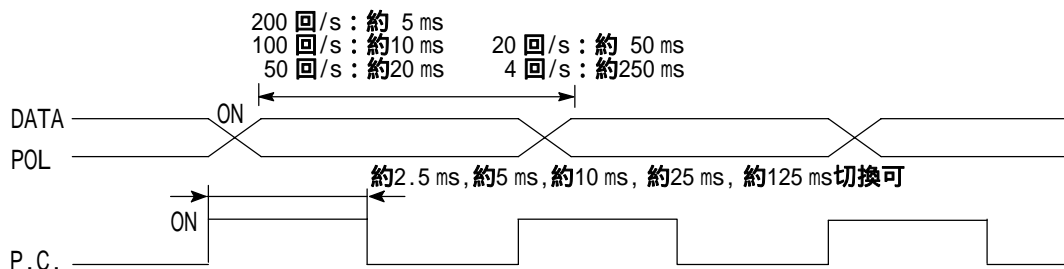 200 回/s：約 5 ms
100 回/s：約10 ms
50 回/s：約20 ms
20 回/s：約 50 ms
4 回/s：約250 ms
DATA
ON
POL
約2.5 ms,約5 ms,約10 ms, 約25 ms, 約125 ms切換可
ON
P.C.